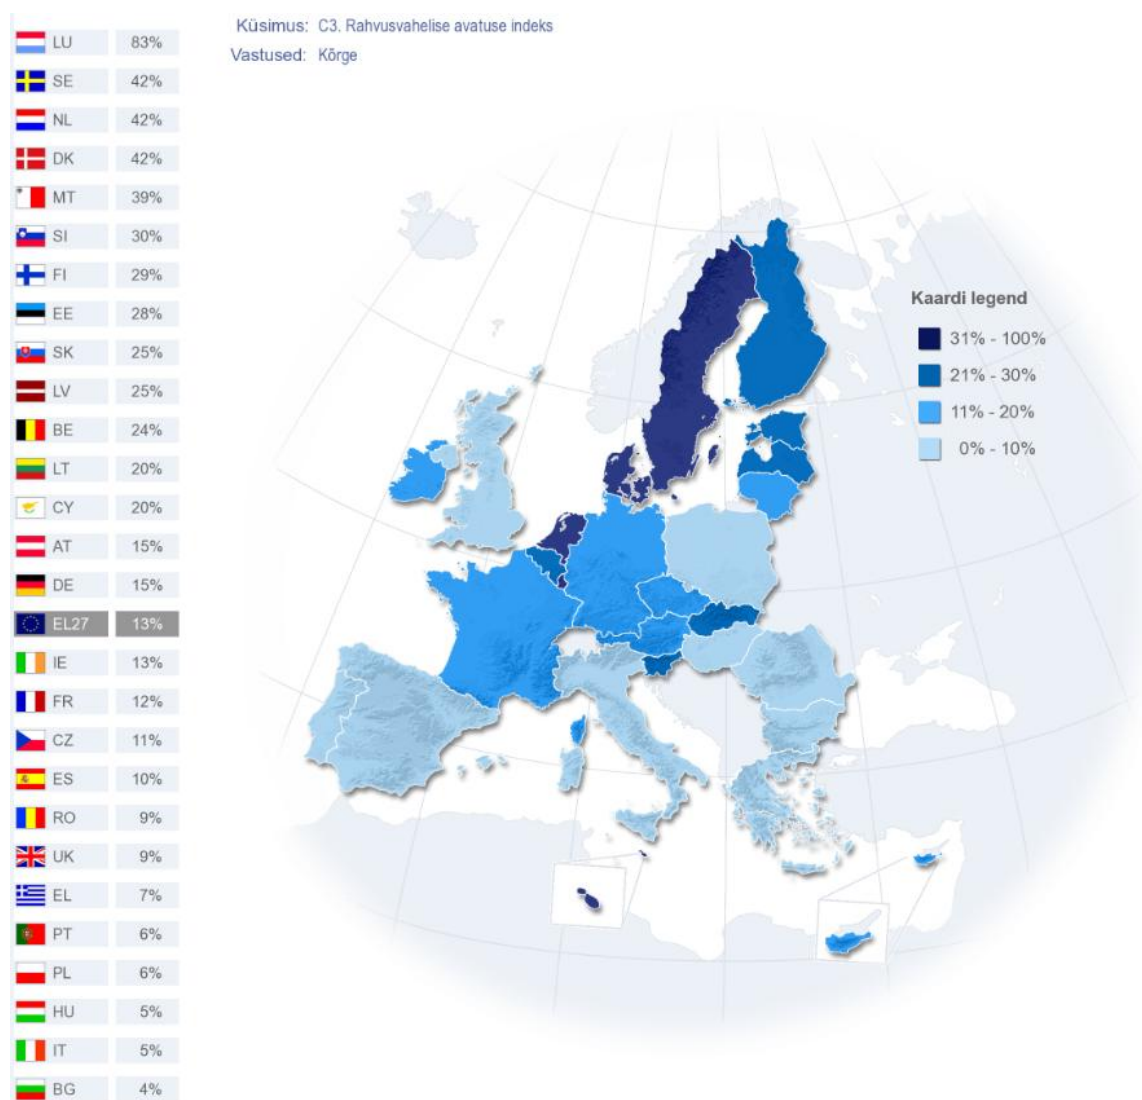 Küsimus: C3. Rahvusvahelise avatuse indeks
Vastused: Kõrge
LU 83%
SE 42%
NL 42%
DK 42%
MT 39%
SI 30%
FI 29%
EE 28%
SK 25%
LV 25%
BE 24%
LT 20%
CY 20%
AT 15%
DE 15%
EL27 13%
IE 13%
FR 12%
CZ 11%
ES 10%
RO 9%
UK 9%
EL 7%
PT 6%
PL 6%
HU 5%
IT 5%
BG 4%
Kaardi legend
31% - 100%
21% - 30%
11% - 20%
0% - 10%